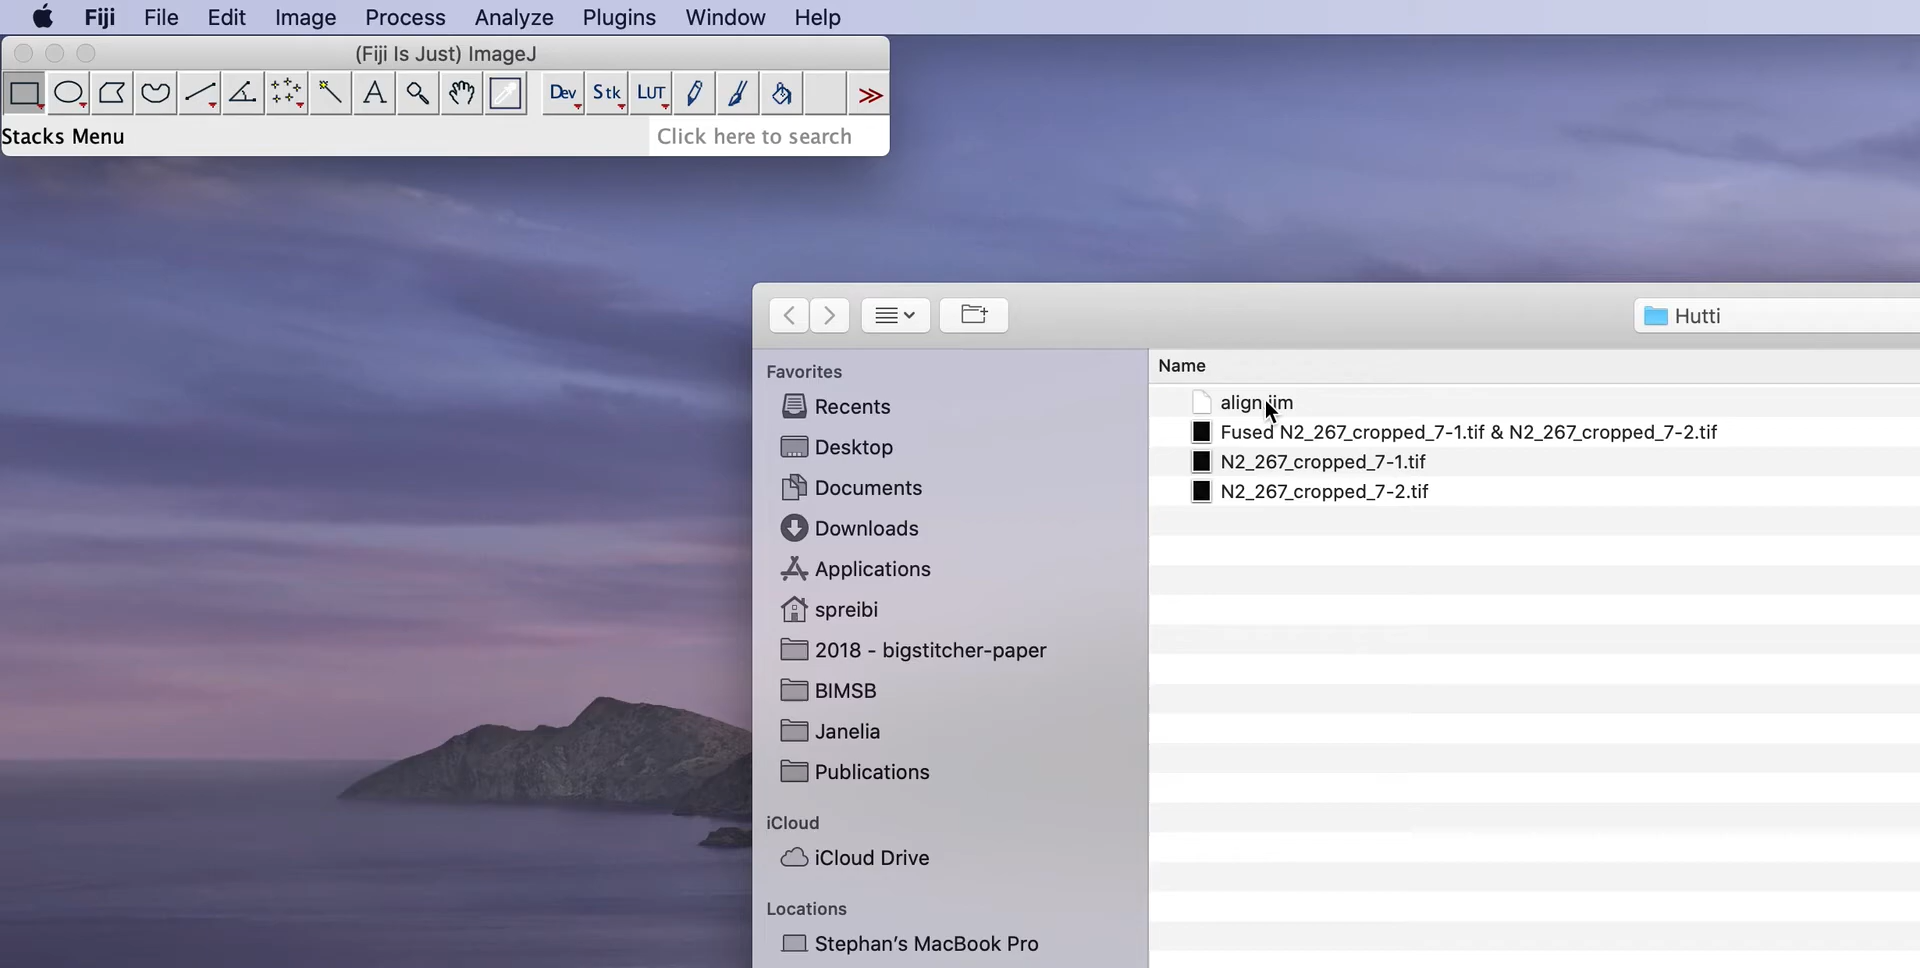 Fiji File Edit Image Process Analyze Plugins Window Help
(Fiji Is Just) ImageJ
A Dev Stk LUT >>
Stacks Menu Click here to search
Hutti
Favorites
Recents
Desktop
Documents
Downloads
Applications
spreibi
2018 - bigstitcher-paper
BIMSB
Janelia
Publications
iCloud
iCloud Drive
Locations
Stephan's MacBook Pro
Name
Fused N2_267_cropped_7-1.tif & N2_267_cropped_7-2.tif
N2_267_cropped_7-1.tif
N2_267_cropped_7-2.tif